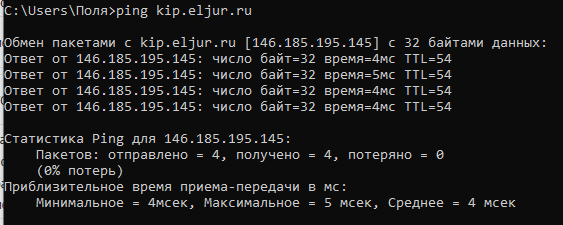 C:\Users\Поля>ping kip.eljur.ru
Обмен пакетами с kip.eljur.ru [146.185.195.145] с 32 байтами данных:
Ответ от 146.185.195.145: число байт=32 время=4мс TTL=54
Ответ от 146.185.195.145: число байт=32 время=5мс TTL=54
Ответ от 146.185.195.145: число байт=32 время=4мс TTL=54
Ответ от 146.185.195.145: число байт=32 время=4мс TTL=54
Статистика Ping для 146.185.195.145:
Пакетов: отправлено = 4, получено = 4, потеряно = 0
(0% потерь)
Приблизительное время приема-передачи в мс:
Минимальное = 4мсек, Максимальное = 5 мсек, Среднее = 4 мсек